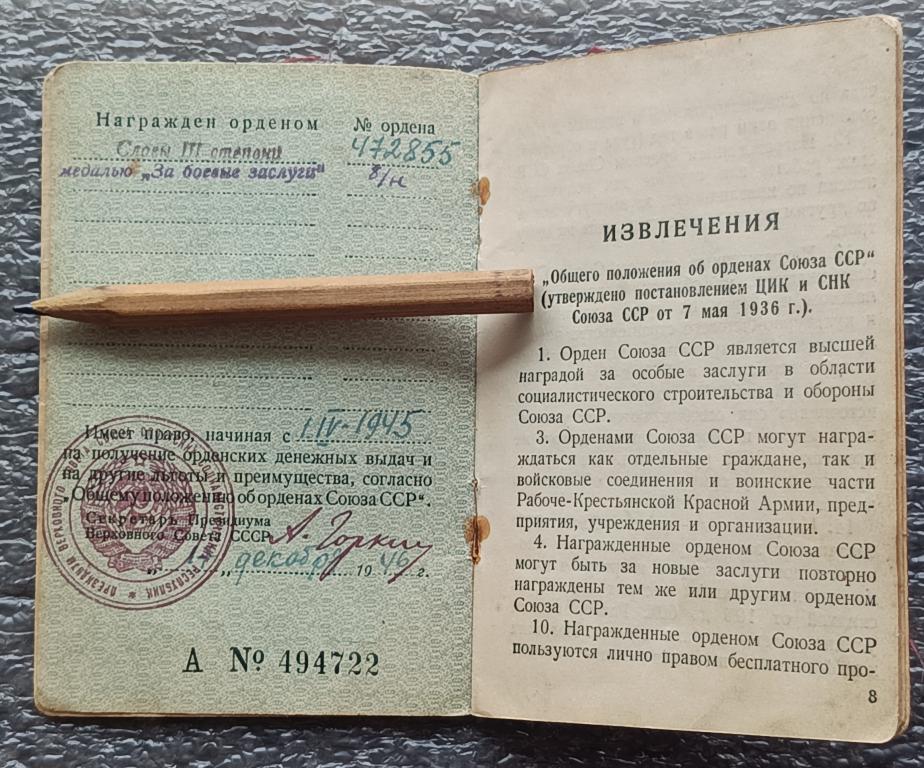 Награжден орденом № ордена
Славы III степени 472855
медалью „За боевые заслуги" б/н
Имеет право, начиная с 1.IV-1945
на получение орденских денежных выдач и
на другие льготы и преимущества, согласно
„Общему положению об орденах Союза ССР".
Секретарь Президиума
Верховного Совета СССР А. Горкин
декабря 1946 г.
А № 494722
ИЗВЛЕЧЕНИЯ
„Общего положения об орденах Союза ССР"
(утверждено постановлением ЦИК и СНК
Союза ССР от 7 мая 1936 г.).
1. Орден Союза ССР является высшей
наградой за особые заслуги в области
социалистического строительства и обороны
Союза ССР.
3. Орденами Союза ССР могут награ-
ждаться как отдельные граждане, так и
войсковые соединения и воинские части
Рабоче-Крестьянской Красной Армии, пред-
приятия, учреждения и организации.
4. Награжденные орденом Союза ССР
могут быть за новые заслуги повторно
награждены тем же или другим орденом
Союза ССР.
10. Награжденные орденом Союза ССР
пользуются лично правом бесплатного про-
8